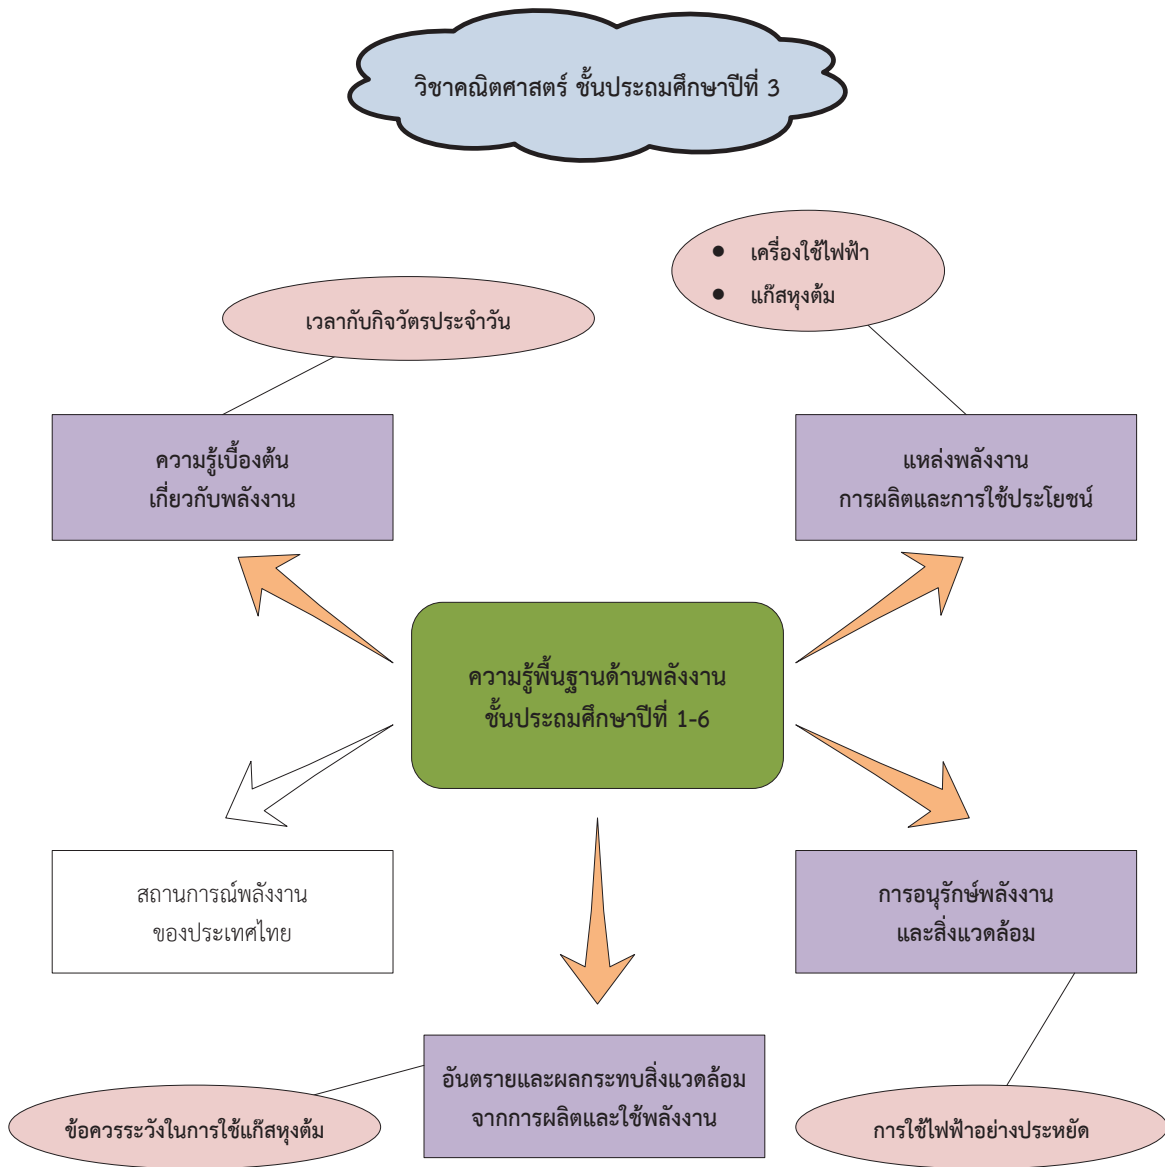 วิชาคณิตศาสตร์ ชั้นประถมศึกษาปีที่ 3
● เครื่องใช้ไฟฟ้า
● แก๊สหุงต้ม
เวลากับกิจวัตรประจำวัน
ความรู้เบื้องต้น
เกี่ยวกับพลังงาน
แหล่งพลังงาน
การผลิตและการใช้ประโยชน์
ความรู้พื้นฐานด้านพลังงาน
ชั้นประถมศึกษาปีที่ 1-6
สถานการณ์พลังงาน
ของประเทศไทย
การอนุรักษ์พลังงาน
และสิ่งแวดล้อม
อันตรายและผลกระทบสิ่งแวดล้อม
จากการผลิตและใช้พลังงาน
ข้อควรระวังในการใช้แก๊สหุงต้ม
การใช้ไฟฟ้าอย่างประหยัด